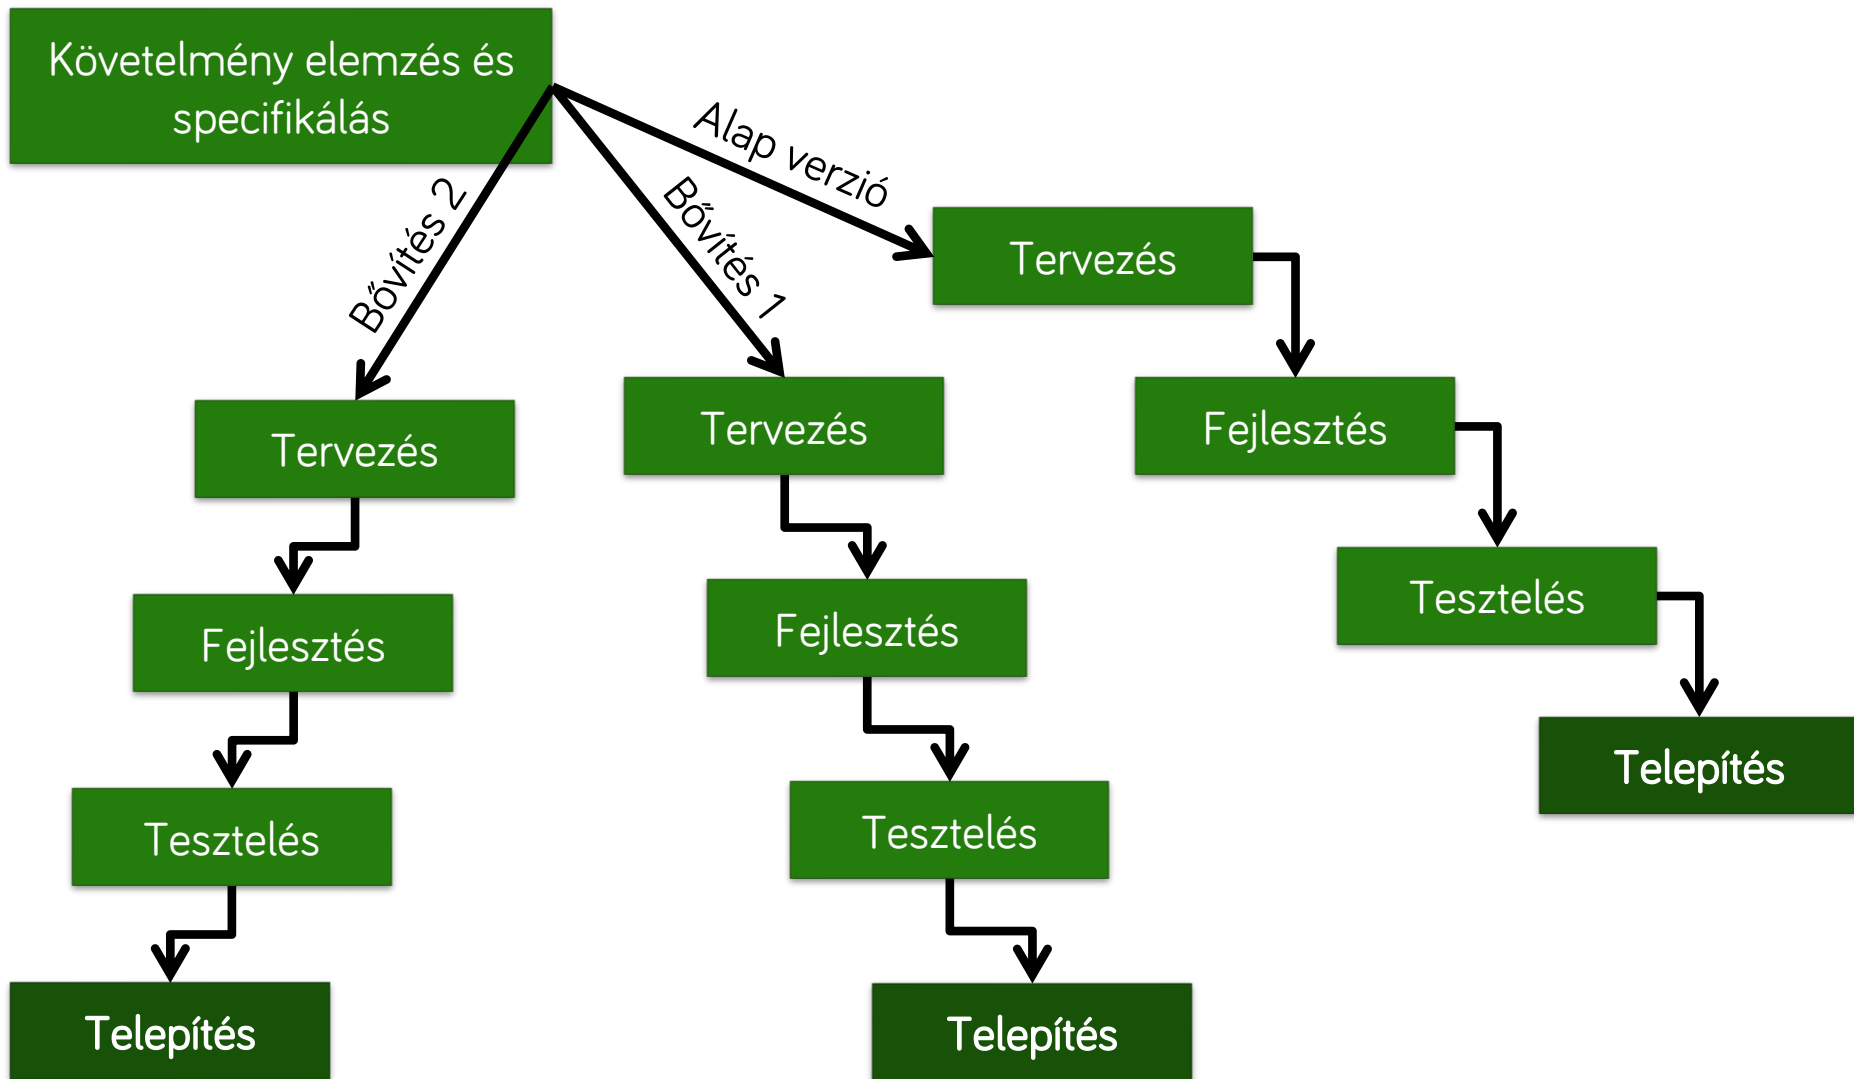 Követelmény elemzés és
specifikálás
Alap verzió
Bővítés 1
Bővítés 2
Tervezés
Fejlesztés
Tesztelés
Telepítés
Tervezés
Fejlesztés
Tesztelés
Telepítés
Tervezés
Fejlesztés
Tesztelés
Telepítés